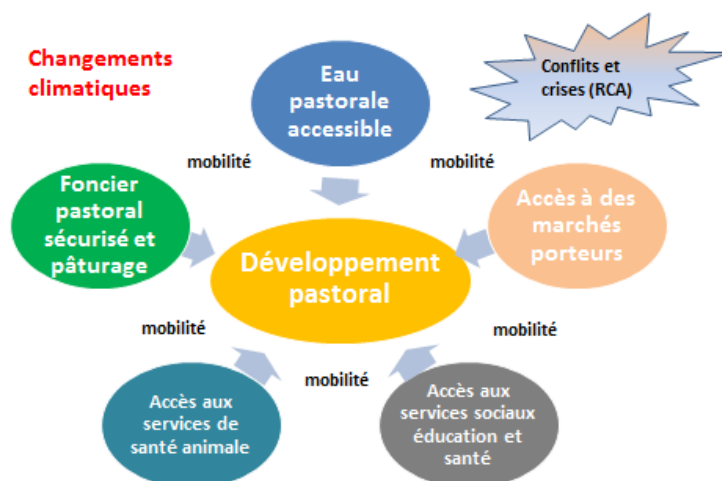 Changements
climatiques
Eau
pastorale
accessible
Conflits et
crises (RCA)
mobilité
mobilité
Foncier
pastoral
sécurisé et
pâturage
Accès à des
marchés
porteurs
Développement
pastoral
mobilité
mobilité
mobilité
Accès aux
services de
santé animale
Accès aux
services sociaux
éducation et
santé